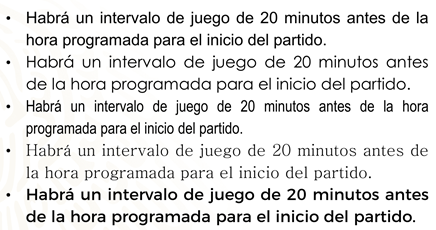 • Habrá un intervalo de juego de 20 minutos antes de la
hora programada para el inicio del partido.
• Habrá un intervalo de juego de 20 minutos antes
de la hora programada para el inicio del partido.
• Habrá un intervalo de juego de 20 minutos antes de la hora
programada para el inicio del partido.
• Habrá un intervalo de juego de 20 minutos antes de
la hora programada para el inicio del partido.
• Habrá un intervalo de juego de 20 minutos antes
de la hora programada para el inicio del partido.